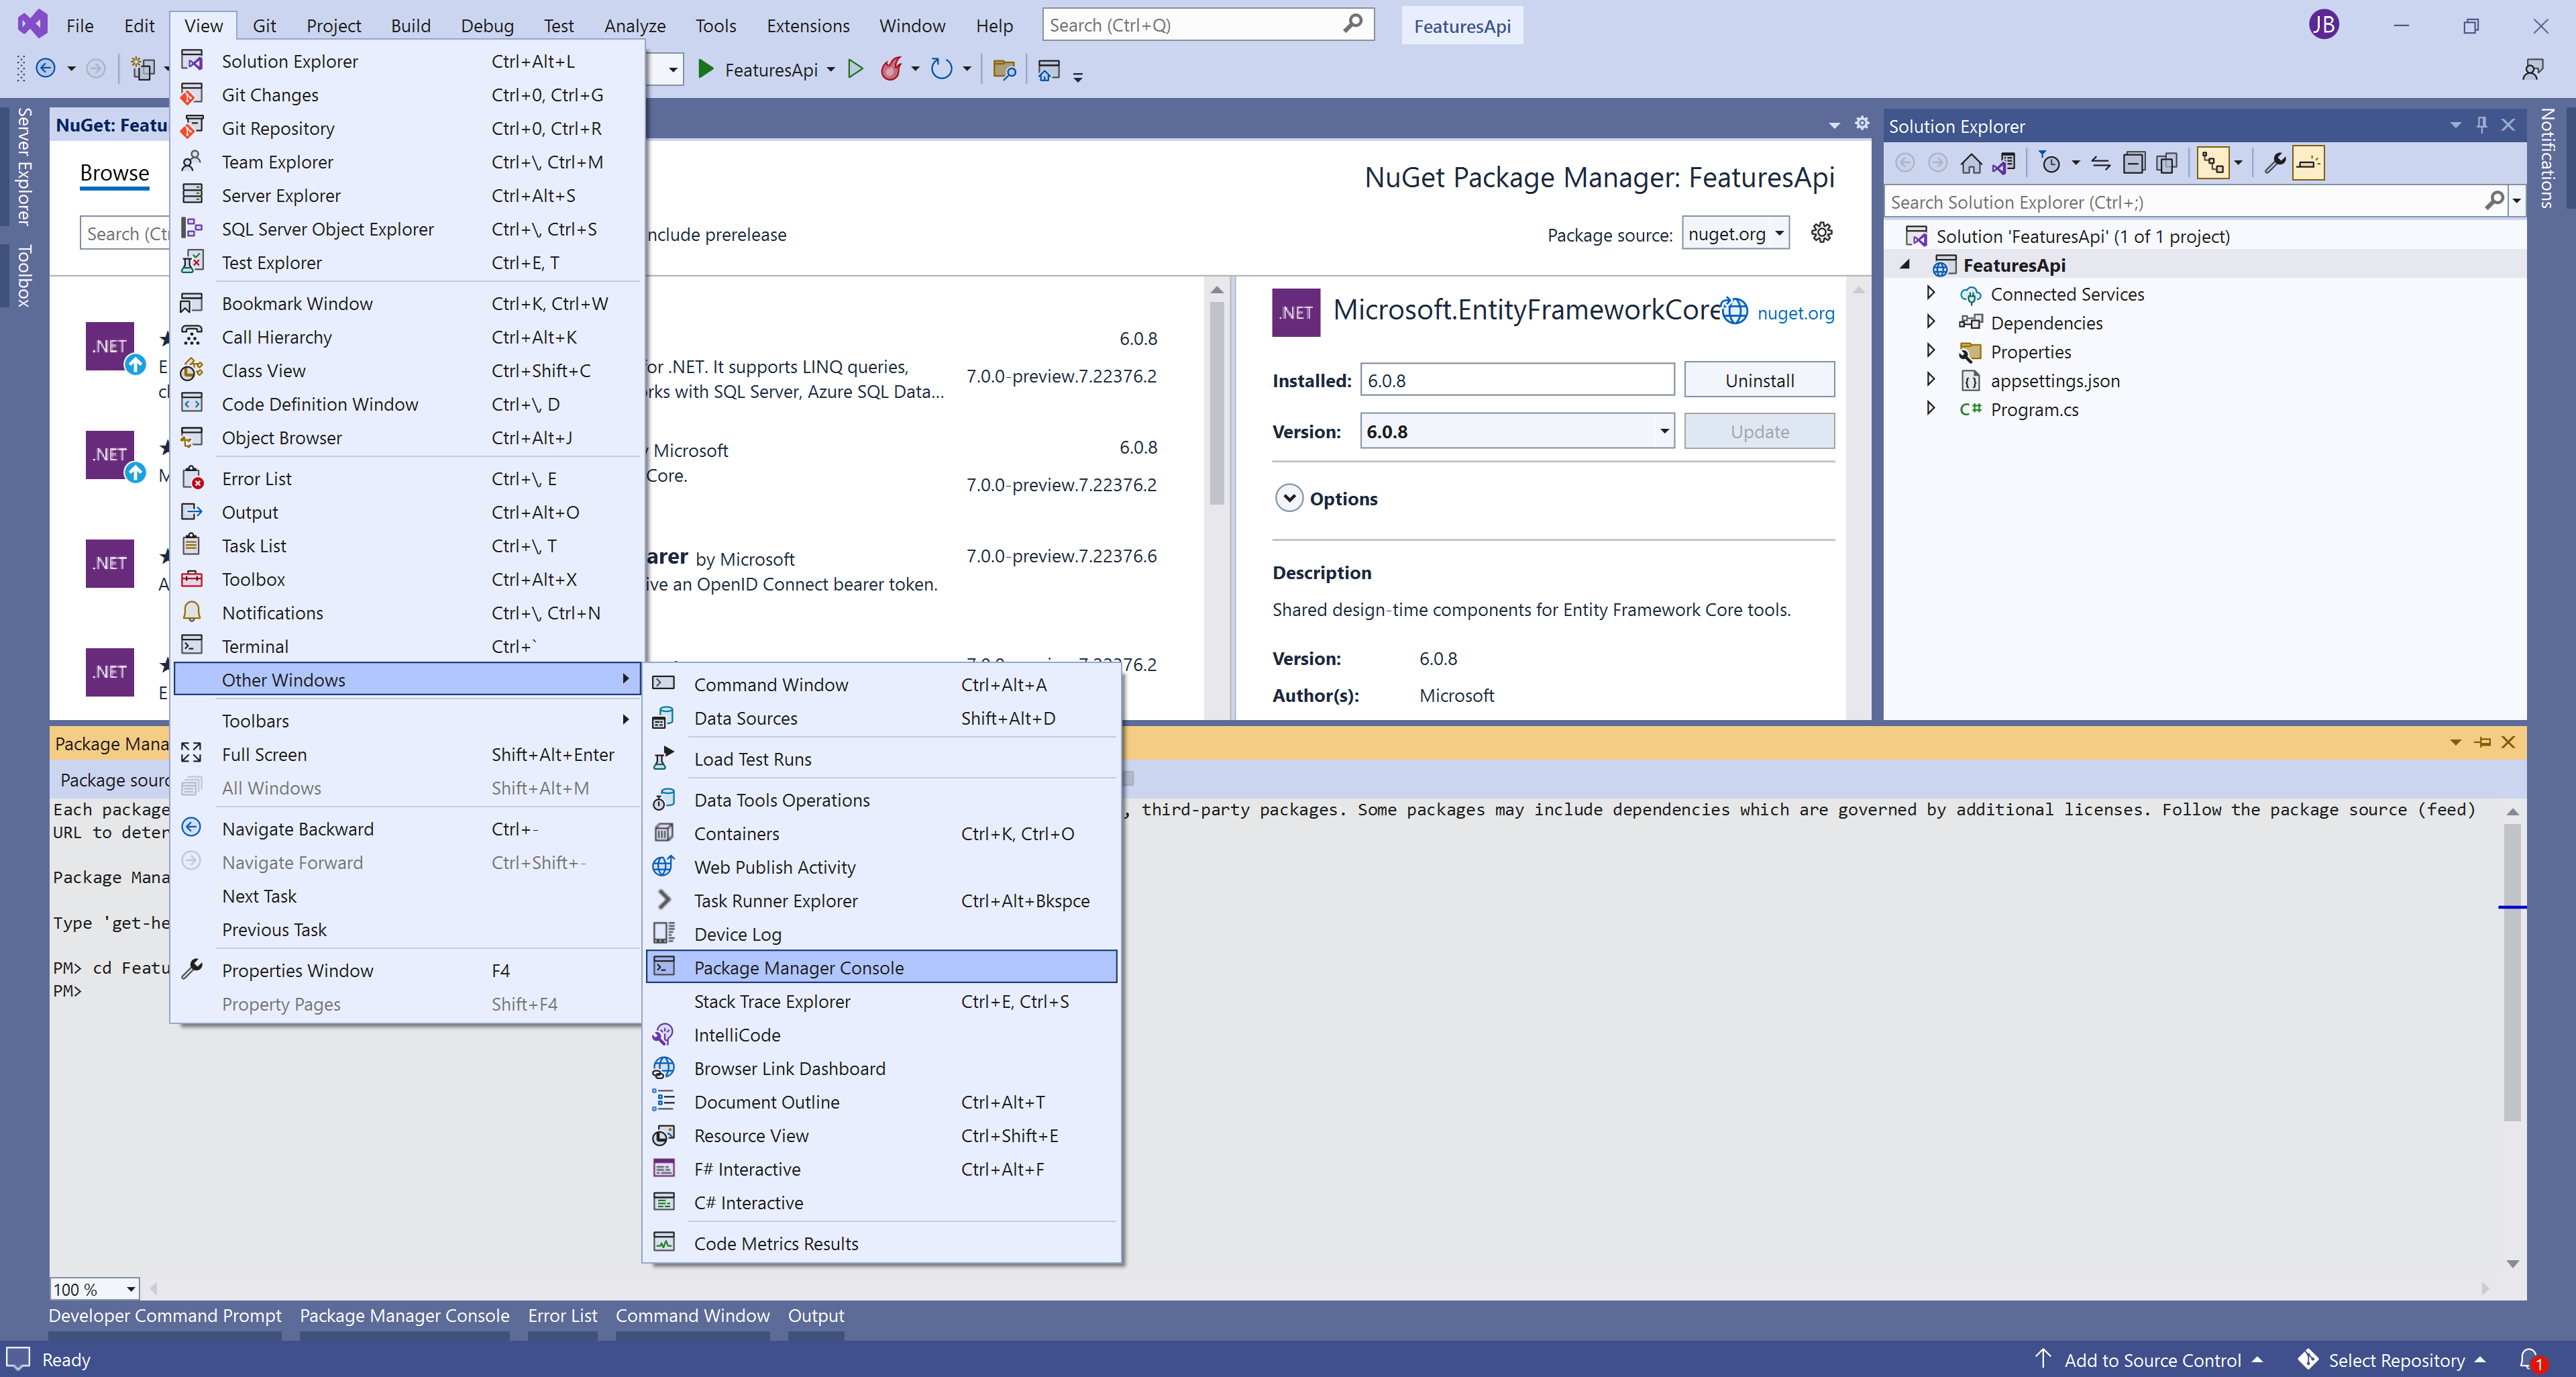 File Edit View Git Project Build Debug Test Analyze Tools Extensions Window Help Search (Ctrl+Q) FeaturesApi JB
FeaturesApi
Server Explorer
Toolbox
Notifications
Solution Explorer Ctrl+Alt+L
Git Changes Ctrl+0, Ctrl+G
Git Repository Ctrl+0, Ctrl+R
Team Explorer Ctrl+\, Ctrl+M
Server Explorer Ctrl+Alt+S
SQL Server Object Explorer Ctrl+\, Ctrl+S
Test Explorer Ctrl+E, T
Bookmark Window Ctrl+K, Ctrl+W
Call Hierarchy Ctrl+Alt+K
Class View Ctrl+Shift+C
Code Definition Window Ctrl+\, D
Object Browser Ctrl+Alt+J
Error List Ctrl+\, E
Output Ctrl+Alt+O
Task List Ctrl+\, T
Toolbox Ctrl+Alt+X
Notifications Ctrl+\, Ctrl+N
Terminal Ctrl+`
Other Windows
Toolbars
Full Screen Shift+Alt+Enter
All Windows Shift+Alt+M
Navigate Backward Ctrl+-
Navigate Forward Ctrl+Shift+-
Next Task
Previous Task
Properties Window F4
Property Pages Shift+F4
Command Window Ctrl+Alt+A
Data Sources Shift+Alt+D
Load Test Runs
Data Tools Operations
Containers Ctrl+K, Ctrl+O
Web Publish Activity
Task Runner Explorer Ctrl+Alt+Bkspce
Device Log
Package Manager Console
Stack Trace Explorer Ctrl+E, Ctrl+S
IntelliCode
Browser Link Dashboard
Document Outline Ctrl+Alt+T
Resource View Ctrl+Shift+E
F# Interactive Ctrl+Alt+F
C# Interactive
Code Metrics Results
NuGet: Featu
Browse
NuGet Package Manager: FeaturesApi
Search (Ct
nclude prerelease
Package source: nuget.org
.NET
6.0.8
or .NET. It supports LINQ queries,
7.0.0-preview.7.22376.2
rks with SQL Server, Azure SQL Data...
.NET
Microsoft
6.0.8
Core.
7.0.0-preview.7.22376.2
.NET
arer by Microsoft
7.0.0-preview.7.22376.6
ive an OpenID Connect bearer token.
.NET
.NET
Microsoft.EntityFrameworkCore
nuget.org
Installed: 6.0.8 Uninstall
Version: 6.0.8 Update
Options
Description
Shared design-time components for Entity Framework Core tools.
Version: 6.0.8
Author(s): Microsoft
Solution Explorer
Search Solution Explorer (Ctrl+;)
Solution 'FeaturesApi' (1 of 1 project)
FeaturesApi
Connected Services
Dependencies
Properties
appsettings.json
C# Program.cs
Package Mana
Package sourc
Each package , third-party packages. Some packages may include dependencies which are governed by additional licenses. Follow the package source (feed)
URL to deter
Package Mana
Type 'get-he
PM> cd Featu
PM>
100 %
Developer Command Prompt Package Manager Console Error List Command Window Output
Ready
Add to Source Control Select Repository 1